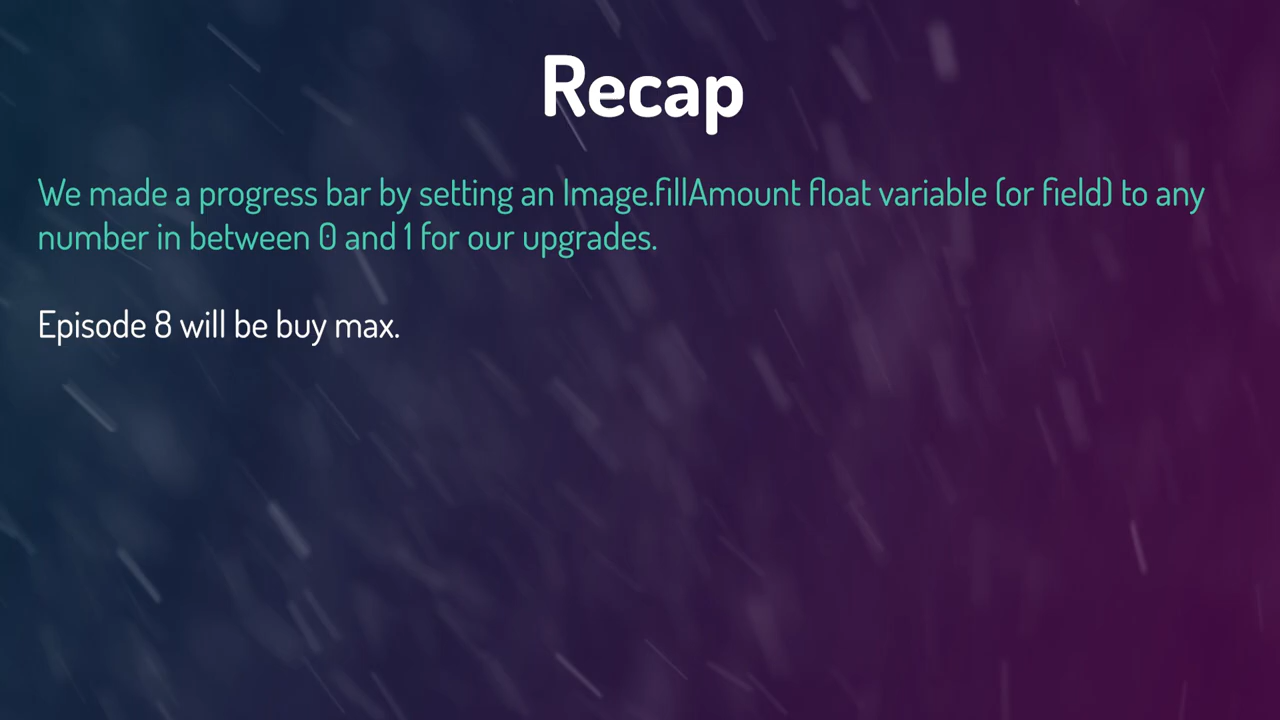 Recap
We made a progress bar by setting an Image.fillAmount float variable (or field) to any
number in between 0 and 1 for our upgrades.
Episode 8 will be buy max.